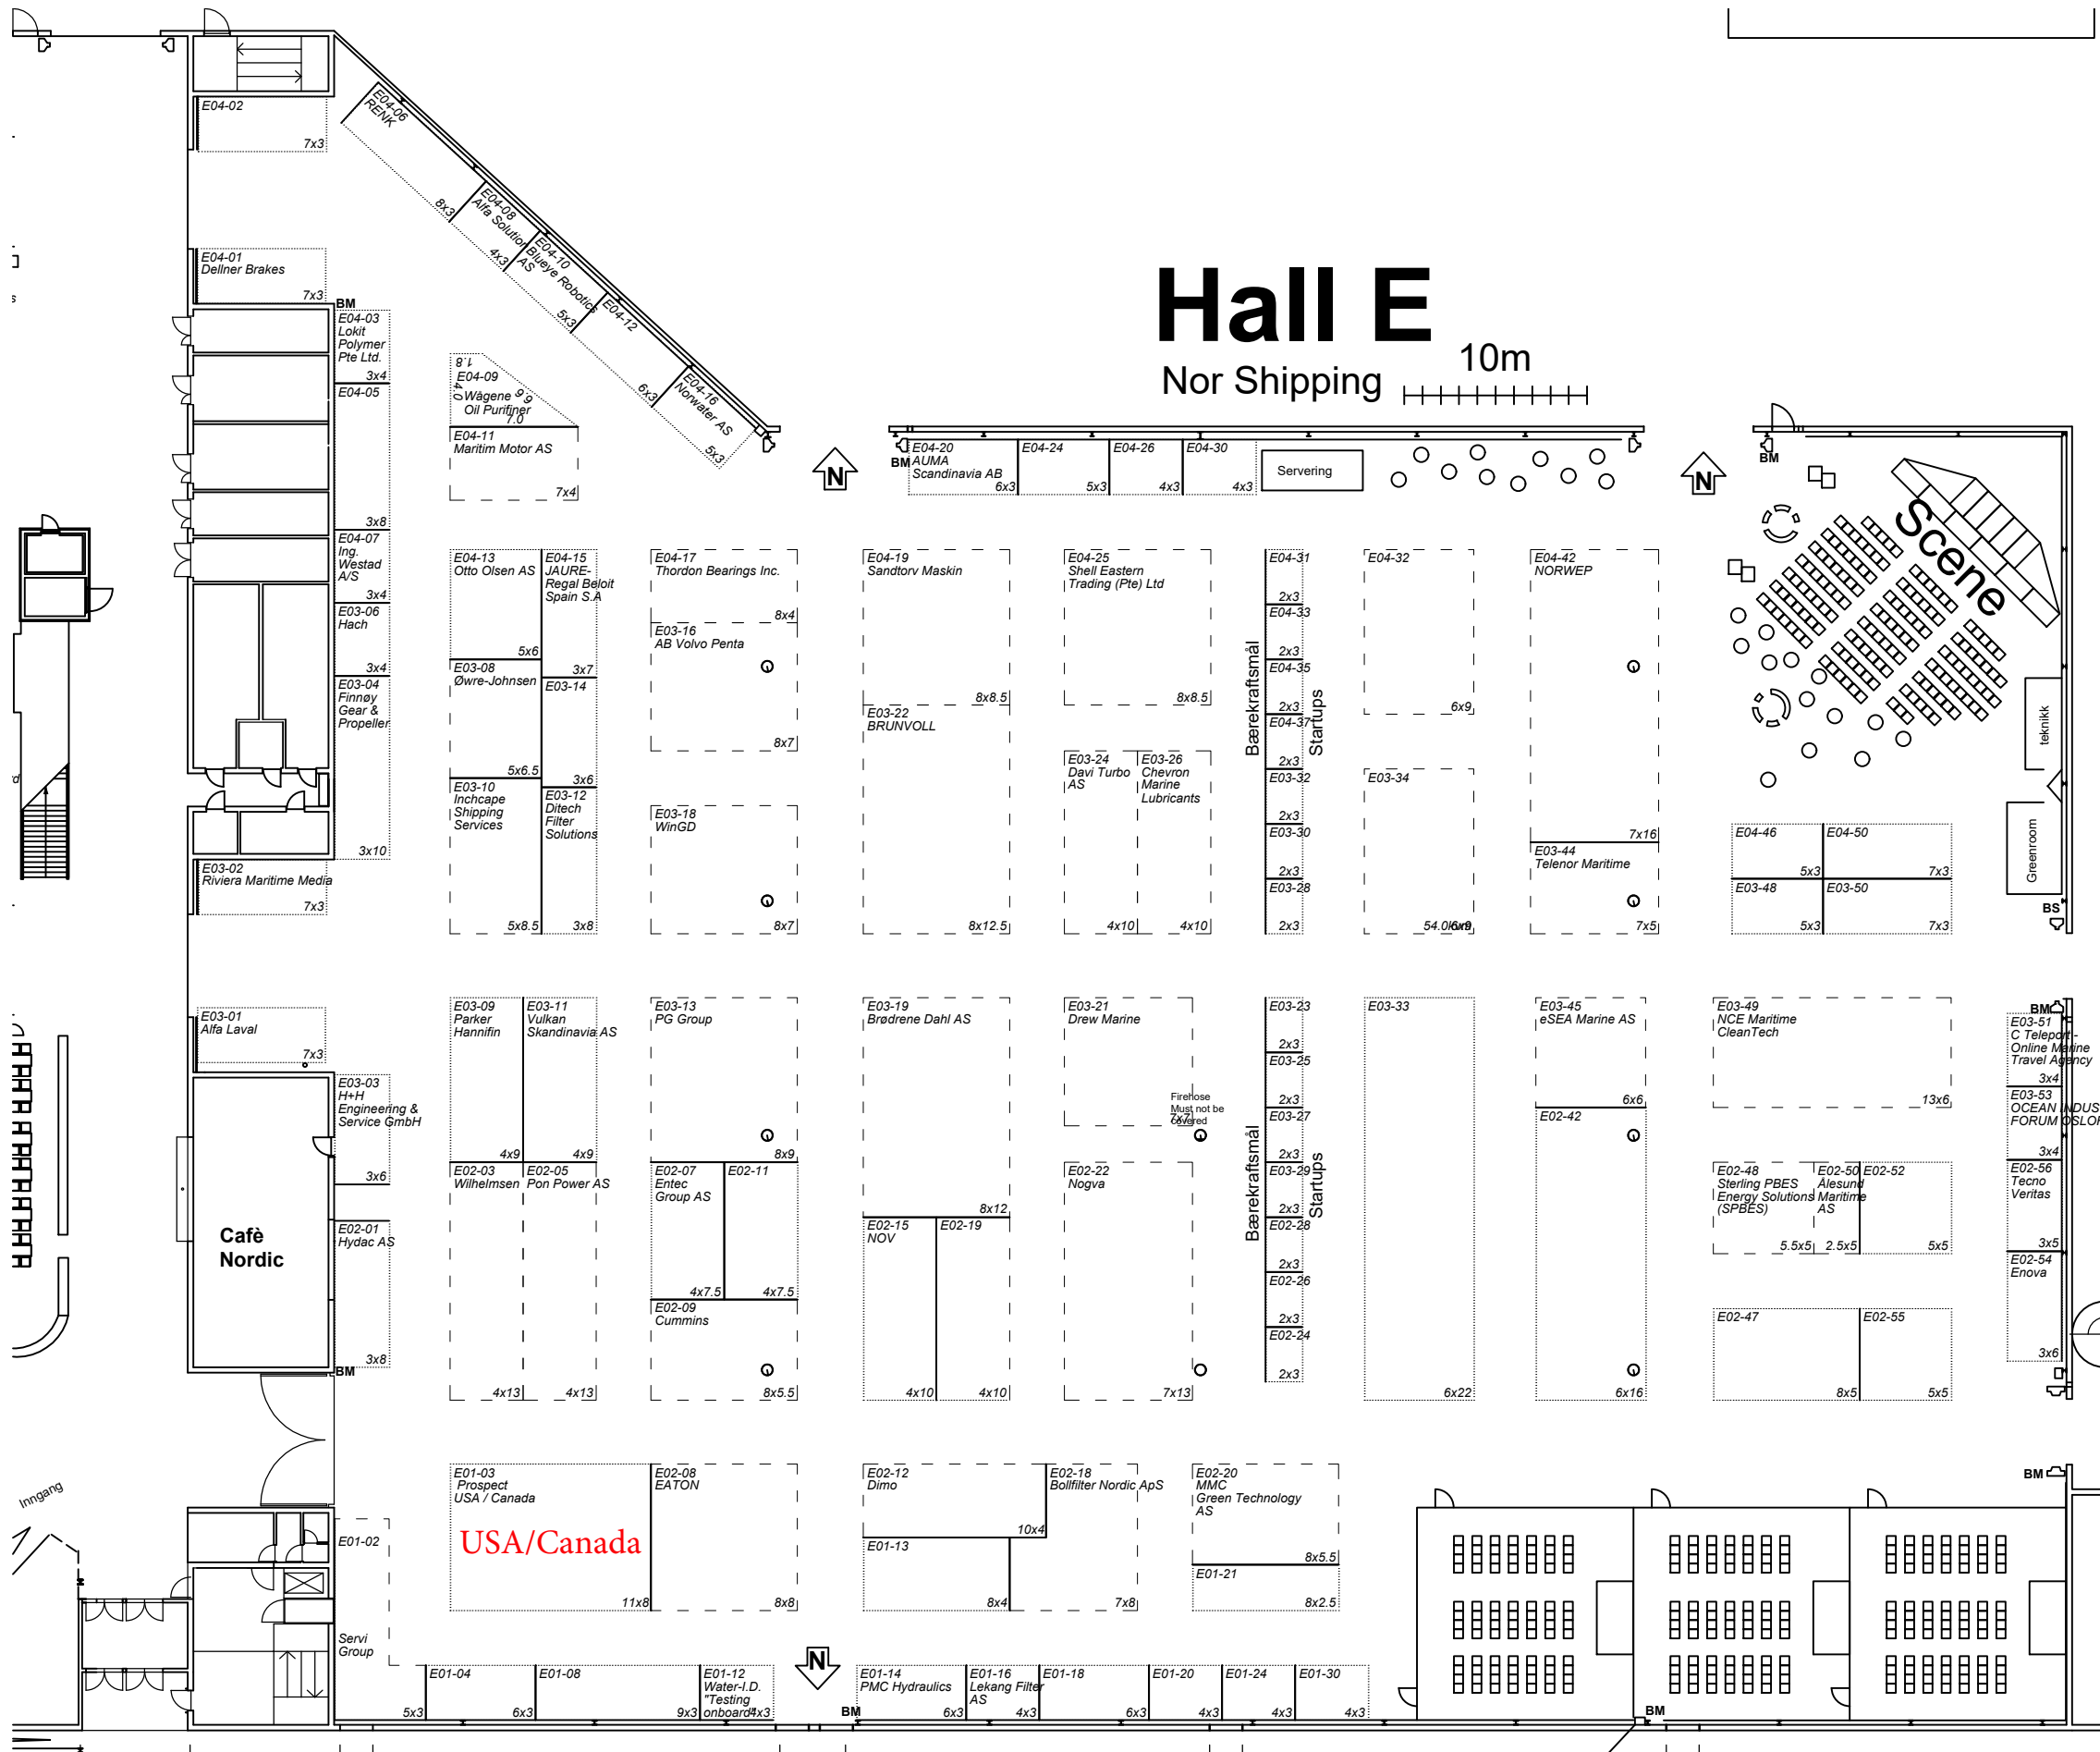 Hall E
Nor Shipping
10m
E04-02
7x3
E04-06
RENK
8x3
E04-08
Alfa Solution
AS
4x3
E04-10
Blueye Robotics
5x3
E04-12
6x3
E04-16
Norwater AS
5x3
E04-01
Dellner Brakes
7x3
BM
E04-03
Lokit
Polymer
Pte Ltd.
3x4
E04-05
3x8
E04-07
Ing.
Westad
A/S
3x4
E03-06
Hach
3x4
E03-04
Finnøy
Gear &
Propeller
3x10
E03-02
Riviera Maritime Media
7x3
1.8
E04-09
4.0
Wågene
Oil Purifiner
9.9
7.0
E04-11
Maritim Motor AS
7x4
N
BM
E04-20
AUMA
Scandinavia AB
6x3
E04-24
5x3
E04-26
4x3
E04-30
4x3
Servering
N
BM
Scene
teknikk
Greenroom
BS
E04-13
Otto Olsen AS
5x6
E04-15
JAURE-
Regal Beloit
Spain S.A
3x7
E03-08
Øwre-Johnsen
5x6.5
E03-14
3x6
E03-10
Inchcape
Shipping
Services
5x8.5
E03-12
Ditech
Filter
Solutions
3x8
E04-17
Thordon Bearings Inc.
8x4
E03-16
AB Volvo Penta
8x7
E03-18
WinGD
8x7
E04-19
Sandtorv Maskin
8x8.5
E03-22
BRUNVOLL
8x12.5
E04-25
Shell Eastern
Trading (Pte) Ltd
8x8.5
E03-24
Davi Turbo
AS
4x10
E03-26
Chevron
Marine
Lubricants
4x10
E04-31
2x3
E04-33
2x3
E04-35
2x3
E04-37
2x3
E03-32
2x3
E03-30
2x3
E03-28
2x3
Bærekraftsmål
Startups
E04-32
6x9
E03-34
6x9
E04-42
NORWEP
7x16
E03-44
Telenor Maritime
7x5
E04-46
5x3
E04-50
7x3
E03-48
5x3
E03-50
7x3
E03-01
Alfa Laval
7x3
E03-03
H+H
Engineering &
Service GmbH
3x6
E02-01
Hydac AS
3x8
BM
Cafè
Nordic
E03-09
Parker
Hannifin
4x9
E03-11
Vulkan
Skandinavia AS
4x9
E02-03
Wilhelmsen
4x13
E02-05
Pon Power AS
4x13
E03-13
PG Group
8x9
E02-07
Entec
Group AS
4x7.5
E02-11
4x7.5
E02-09
Cummins
8x5.5
E03-19
Brødrene Dahl AS
8x12
E02-15
NOV
4x10
E02-19
4x10
E03-21
Drew Marine
7x7
Firehose
Must not be
covered
E02-22
Nogva
7x13
E03-23
2x3
E03-25
2x3
E03-27
2x3
E03-29
2x3
E02-28
2x3
E02-26
2x3
E02-24
2x3
Bærekraftsmål
Startups
E03-33
6x22
E03-45
eSEA Marine AS
6x6
E02-42
6x16
E03-49
NCE Maritime
CleanTech
13x6
E02-48
Sterling PBES
Energy Solutions
(SPBES)
5.5x5
E02-50
Ålesund
Maritime
AS
2.5x5
E02-52
5x5
E02-47
8x5
E02-55
5x5
BM
E03-51
C Teleport -
Online Marine
Travel Agency
3x4
E03-53
OCEAN INDUS
FORUM OSLOF
3x4
E02-56
Tecno
Veritas
3x5
E02-54
Enova
3x6
BM
Inngang
E01-02
Servi
Group
5x3
E01-03
Prospect
USA / Canada
USA/Canada
11x8
E02-08
EATON
8x8
E02-12
Dimo
10x4
E02-18
Bollfilter Nordic ApS
7x8
E01-13
8x4
E02-20
MMC
Green Technology
AS
8x5.5
E01-21
8x2.5
E01-04
6x3
E01-08
9x3
E01-12
Water-I.D.
"Testing
onboard"
4x3
N
BM
E01-14
PMC Hydraulics
6x3
E01-16
Lekang Filter
AS
4x3
E01-18
6x3
E01-20
4x3
E01-24
4x3
E01-30
4x3
BM